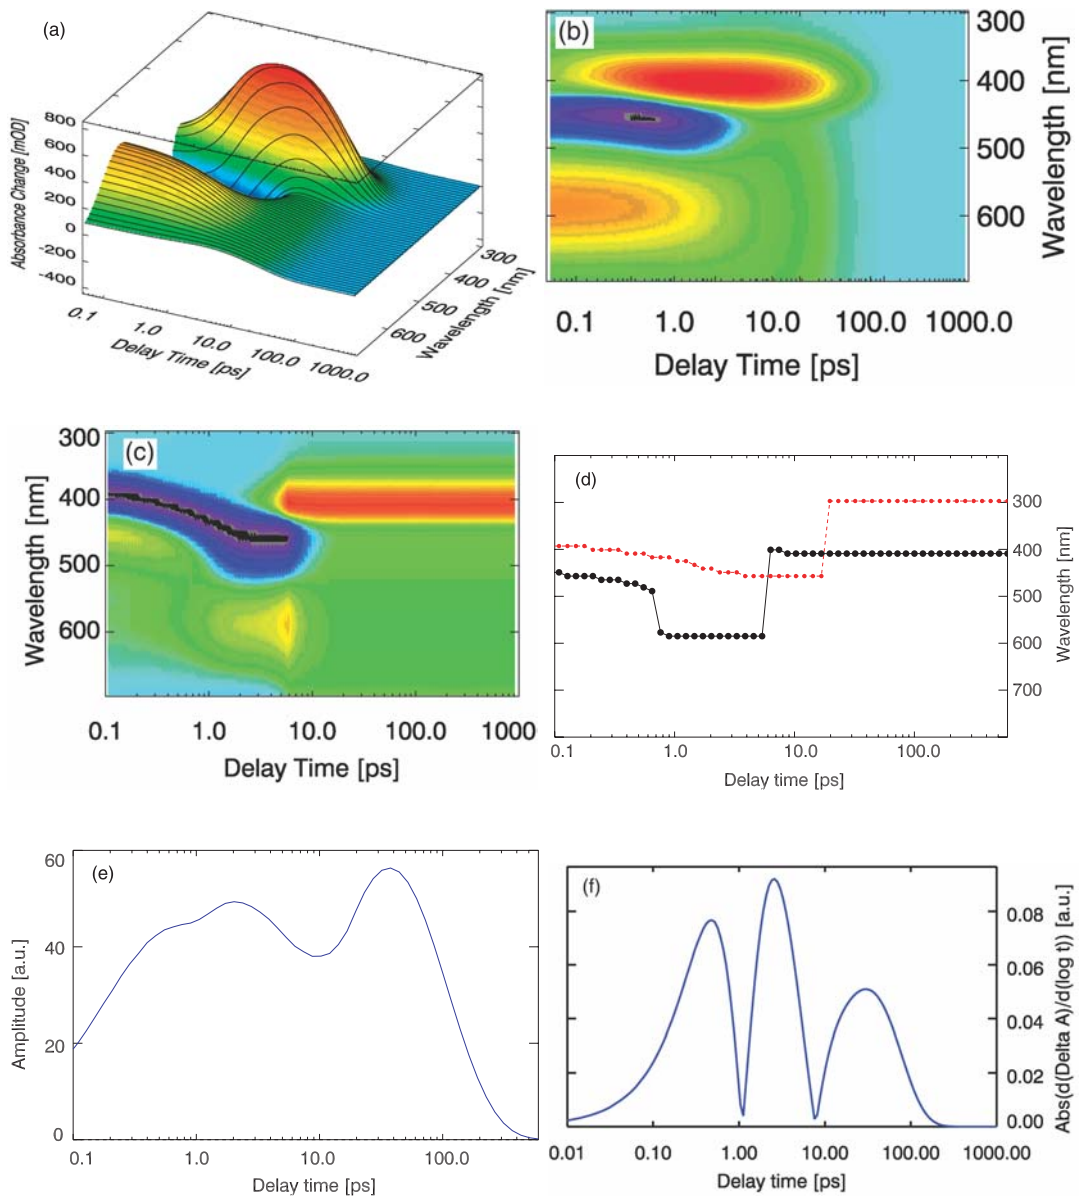 (a)
Absorbance Change [mOD]
800
600
400
200
0
-200
-400
0.1
1.0
10.0
100.0
1000.0
Delay Time [ps]
300
400
500
600
Wavelength [nm]
(b)
300
400
500
600
Wavelength [nm]
0.1 1.0 10.0 100.0 1000.0
Delay Time [ps]
(c)
300
400
500
600
Wavelength [nm]
0.1 1.0 10.0 100.0 1000
Delay Time [ps]
(d)
300
400
500
600
700
Wavelength [nm]
0.1 1.0 10.0 100.0
Delay time [ps]
(e)
60
40
20
0
Amplitude [a.u.]
0.1 1.0 10.0 100.0
Delay time [ps]
(f)
0.08
0.06
0.04
0.02
0.00
Abs(d(Delta A)/d(log t)) [a.u.]
0.01 0.10 1.00 10.00 100.00 1000.00
Delay time [ps]